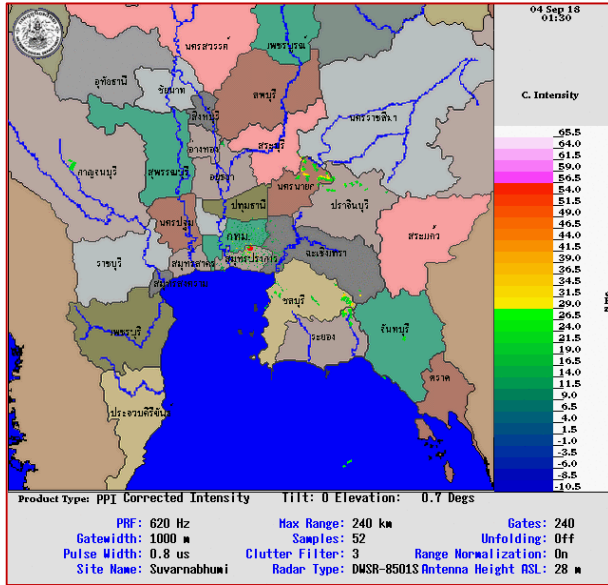 04 Sep 18
01:30
C. Intensity
เพชรบูรณ์
นครสวรรค์
อุทัยธานี
ชัยนาท
ลพบุรี
สิงห์บุรี
นครราชสีมา
สระบุรี
อ่างทอง
กาญจนบุรี
สุพรรณบุรี
อยุธยา
นครนายก
ปราจีนบุรี
ปทุมธานี
นครปฐม
กทม.
สระแก้ว
ฉะเชิงเทรา
ราชบุรี
สมุทรสาคร
สมุทรปราการ
สมุทรสงคราม
ชลบุรี
เพชรบุรี
ระยอง
จันทบุรี
ตราด
ประจวบคีรีขันธ์
65.5
64.0
61.5
59.0
56.5
54.0
51.5
49.0
46.5
44.0
41.5
39.0
36.5
34.0
31.5
29.0
26.5
24.0
21.5
19.0
16.5
14.0
11.5
9.0
6.5
4.0
1.5
-1.0
-3.5
-6.0
-8.5
-10.5
Product Type: PPI Corrected Intensity Tilt: 0 Elevation: 0.7 Degs
PRF: 620 Hz Max Range: 240 km Gates: 240
Gatewidth: 1000 m Samples: 52 Unfolding: Off
Pulse Width: 0.8 us Clutter Filter: 3 Range Normalization: On
Site Name: Suvarnabhumi Radar Type: DWSR-8501S Antenna Height ASL: 28 m